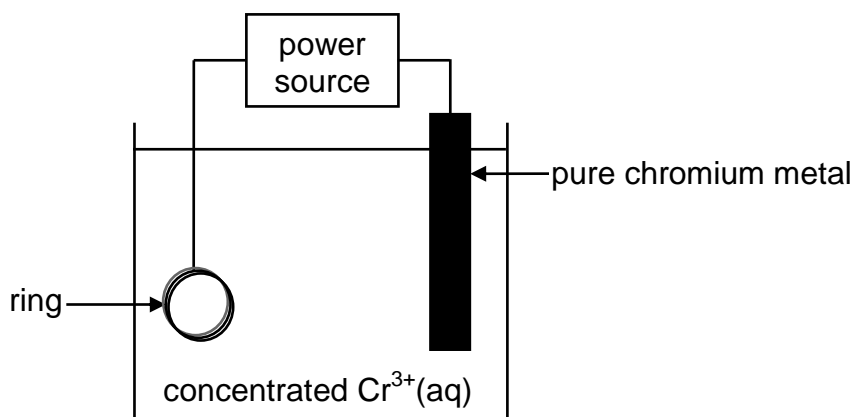 power
source
pure chromium metal
ring
concentrated Cr³⁺(aq)